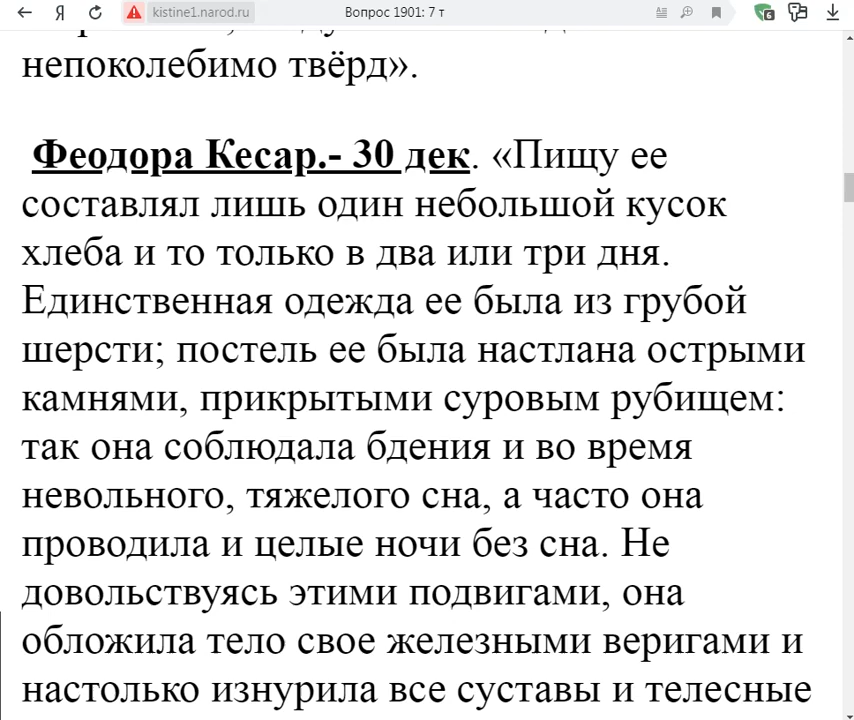 Я kistine1.narod.ru Вопрос 1901: 7 т 6
непоколебимо твёрд».
Феодора Кесар.- 30 дек. «Пищу ее
составлял лишь один небольшой кусок
хлеба и то только в два или три дня.
Единственная одежда ее была из грубой
шерсти; постель ее была настлана острыми
камнями, прикрытыми суровым рубищем:
так она соблюдала бдения и во время
невольного, тяжелого сна, а часто она
проводила и целые ночи без сна. Не
довольствуясь этими подвигами, она
обложила тело свое железными веригами и
настолько изнурила все суставы и телесные